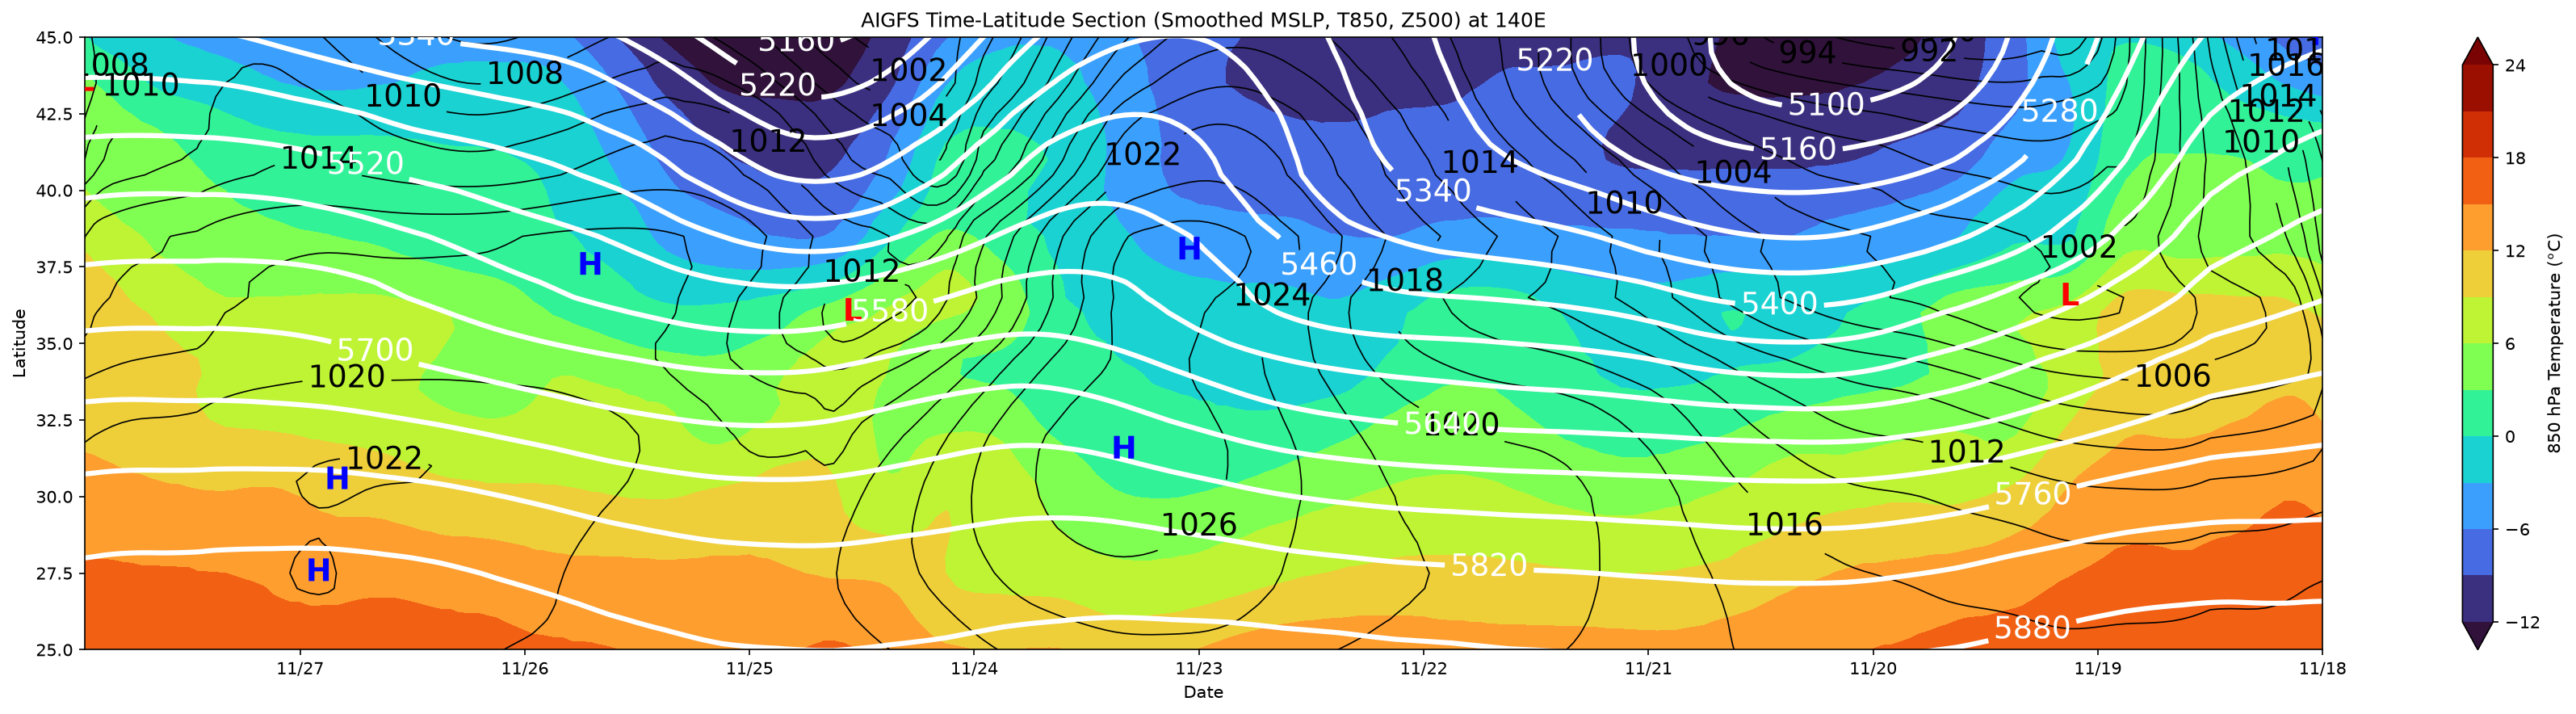 AIGFS Time-Latitude Section (Smoothed MSLP, T850, Z500) at 140E
45.0
42.5
40.0
37.5
35.0
32.5
30.0
27.5
25.0
Latitude
11/27 11/26 11/25 11/24 11/23 11/22 11/21 11/20 11/19 11/18
Date
24
18
12
6
0
−6
−12
850 hPa Temperature (°C)
5340 5160 994 992
1008 1008 1002 5220 1000 1016
1010 1010 5220 5100 5280 1014
1004 1012
1012 5160 1010
1014 5520 1022 1014 1004
5340 1010
H H 1002
1012 5460 1018
L 5580 1024 5400 L
5700
1020 1006
5640 1020
1022 H 1012
H 5760
1026 1016
H 5820
5880